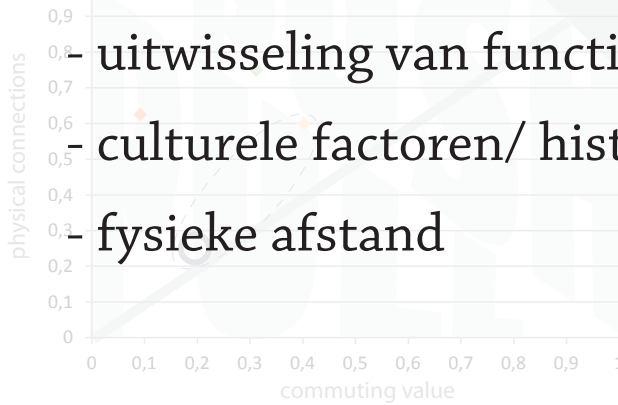 0,9
- uitwisseling van functi
0,8
0,7
0,6
- culturele factoren/ hist
0,5
0,4
0,3
- fysieke afstand
0,2
0,1
0
physical connections
0 0,1 0,2 0,3 0,4 0,5 0,6 0,7 0,8 0,9 1
commuting value